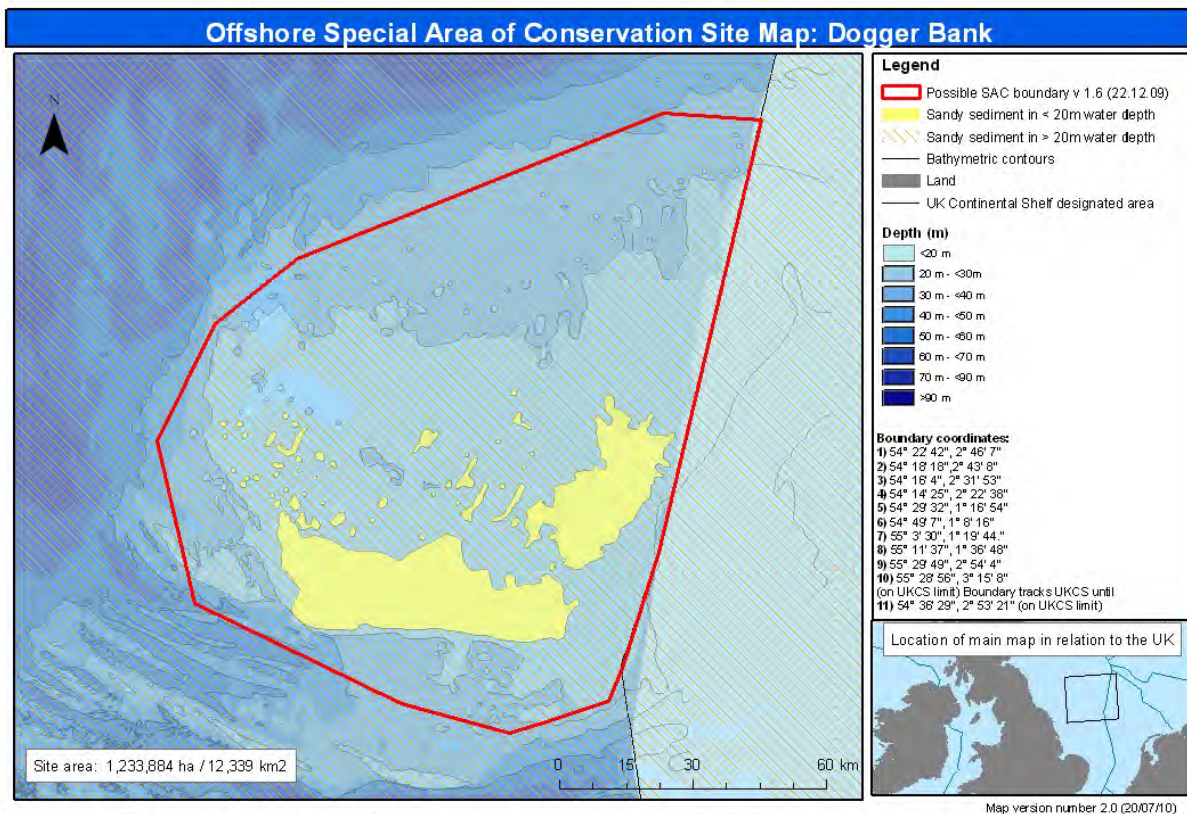 Offshore Special Area of Conservation Site Map: Dogger Bank
N
Site area: 1,233,884 ha / 12,339 km2
0 15 30 60 km
Legend
Possible SAC boundary v 1.6 (22.12.09)
Sandy sediment in < 20m water depth
Sandy sediment in > 20m water depth
Bathymetric contours
Land
UK Continental Shelf designated area
Depth (m)
<20 m
20 m - <30m
30 m - <40 m
40 m - <50 m
50 m - <60 m
60 m - <70 m
70 m - <90 m
>90 m
Boundary coordinates:
1) 54° 22' 42", 2° 46' 7"
2) 54° 18' 18",2° 43' 8"
3) 54° 16' 4", 2° 31' 53"
4) 54° 14' 25", 2° 22' 38"
5) 54° 29' 32", 1° 16' 54"
6) 54° 49' 7", 1° 8' 16"
7) 55° 3' 30", 1° 19' 44."
8) 55° 11' 37", 1° 36' 48"
9) 55° 29' 49", 2° 54' 4"
10) 55° 28' 56", 3° 15' 8"
(on UKCS limit) Boundary tracks UKCS until
11) 54° 36' 29", 2° 53' 21" (on UKCS limit)
Location of main map in relation to the UK
Map version number 2.0 (20/07/10)